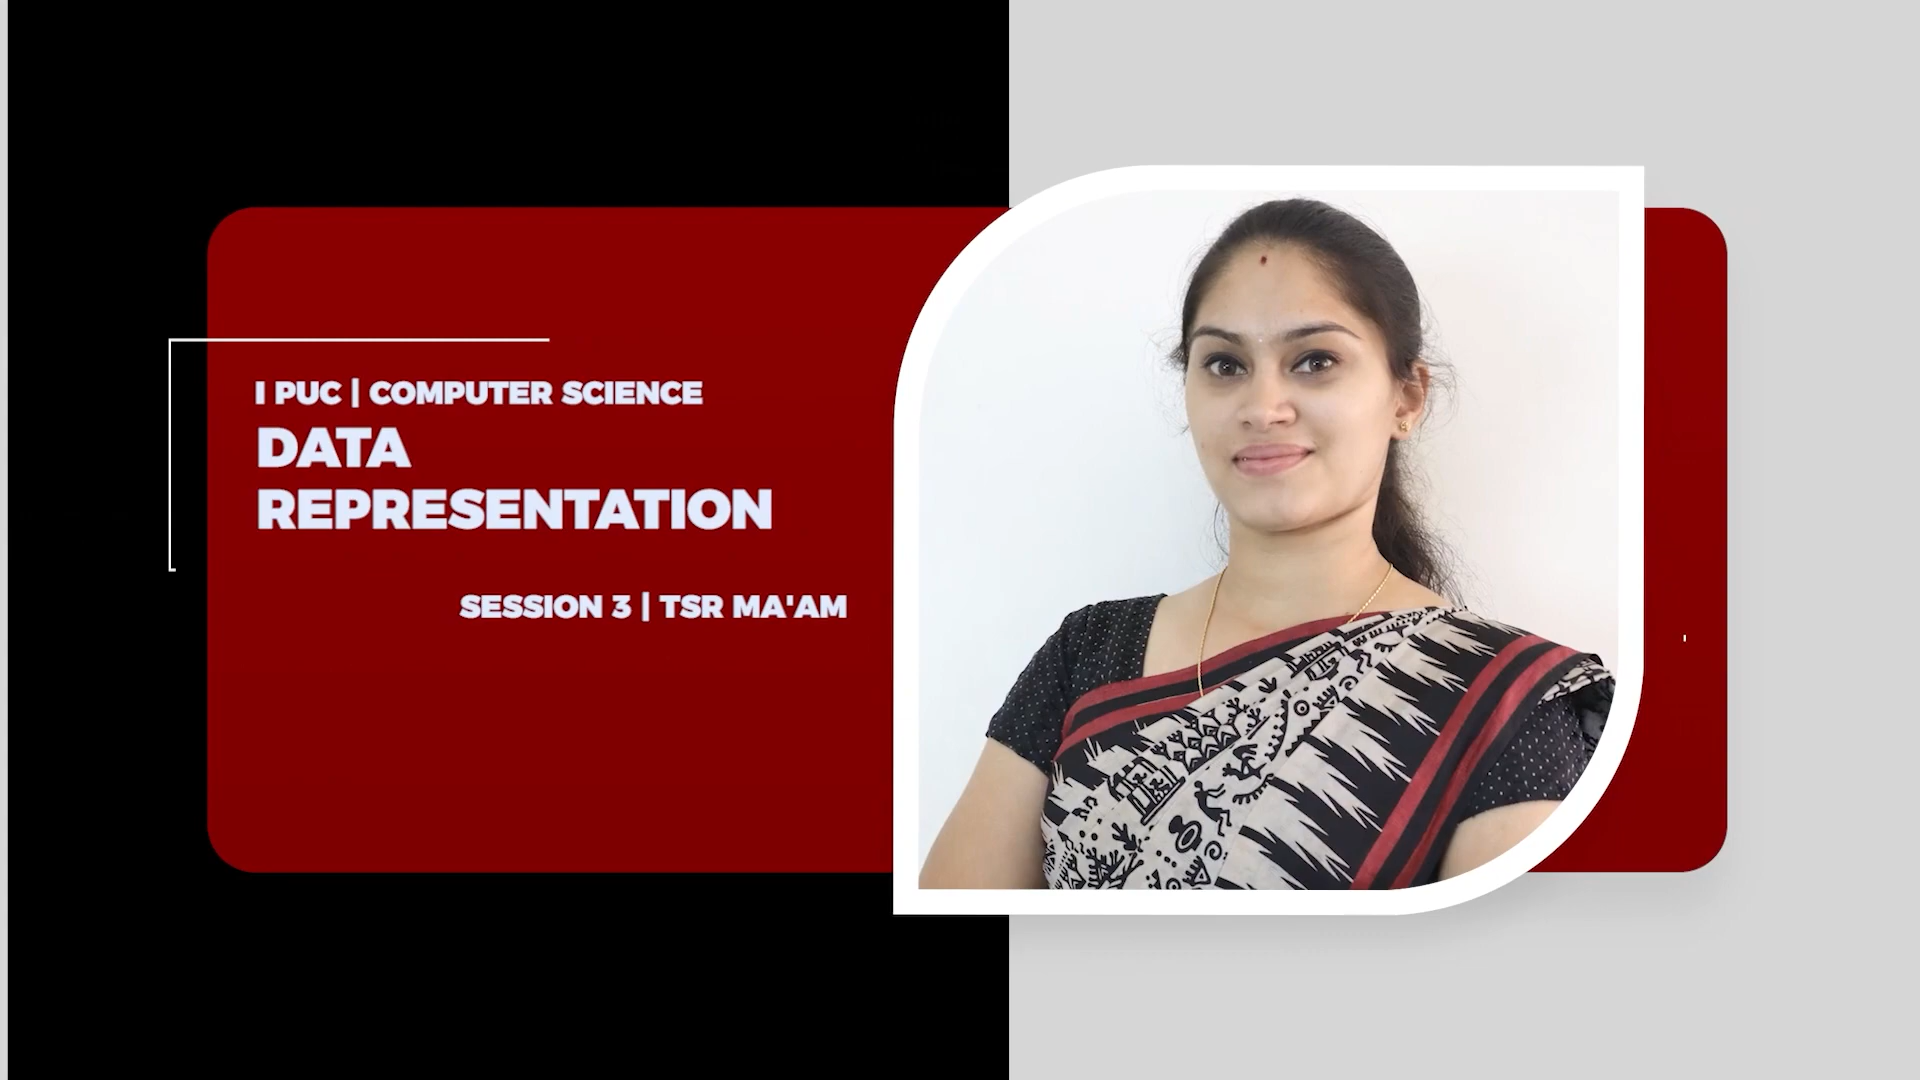 I PUC | COMPUTER SCIENCE
DATA
REPRESENTATION
SESSION 3 | TSR MA'AM